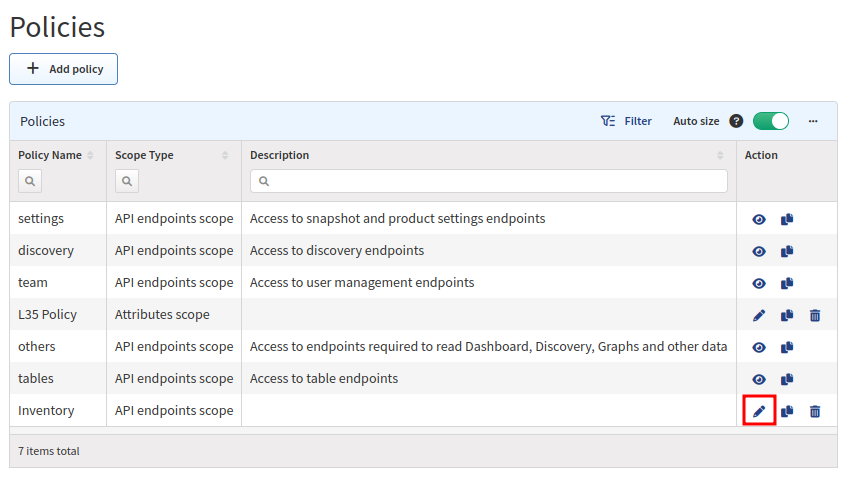 Policies
+ Add policy
Policies Filter Auto size ? ...
Policy Name Scope Type Description Action
settings API endpoints scope Access to snapshot and product settings endpoints
discovery API endpoints scope Access to discovery endpoints
team API endpoints scope Access to user management endpoints
L35 Policy Attributes scope
others API endpoints scope Access to endpoints required to read Dashboard, Discovery, Graphs and other data
tables API endpoints scope Access to table endpoints
Inventory API endpoints scope
7 items total